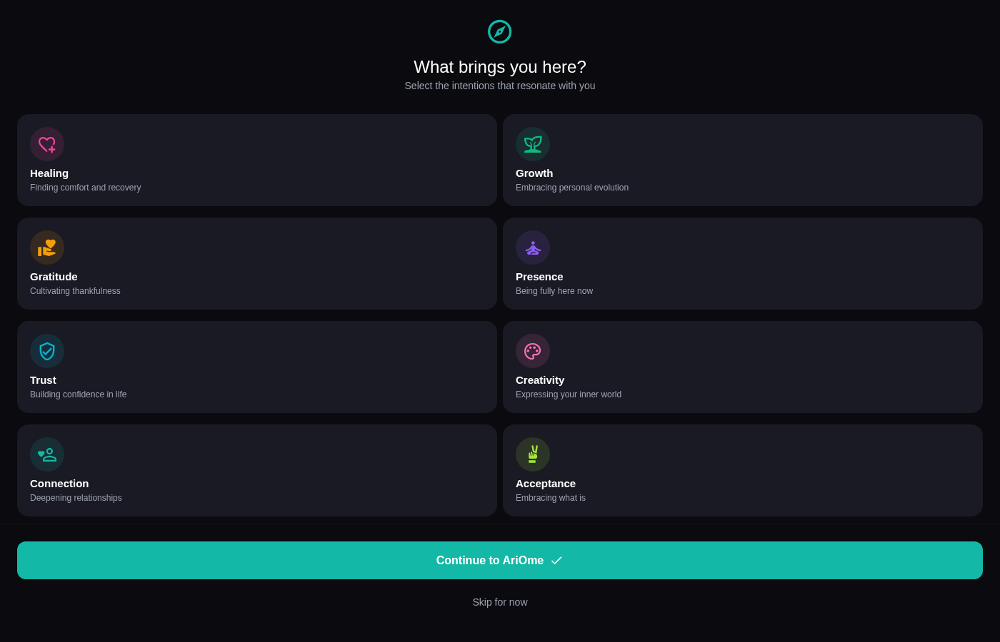 What brings you here?
Select the intentions that resonate with you
Healing
Finding comfort and recovery
Growth
Embracing personal evolution
Gratitude
Cultivating thankfulness
Presence
Being fully here now
Trust
Building confidence in life
Creativity
Expressing your inner world
Connection
Deepening relationships
Acceptance
Embracing what is
Continue to AriOme
Skip for now